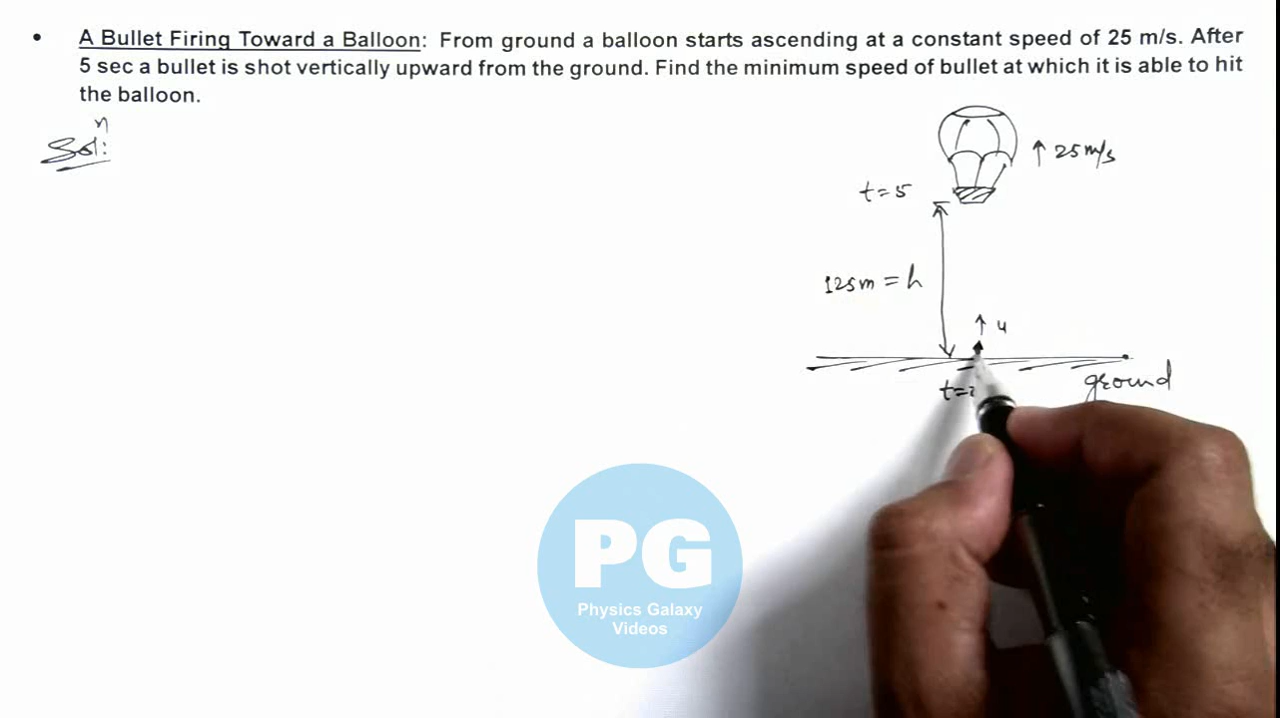 • A Bullet Firing Toward a Balloon: From ground a balloon starts ascending at a constant speed of 25 m/s. After
5 sec a bullet is shot vertically upward from the ground. Find the minimum speed of bullet at which it is able to hit
the balloon.
Solⁿ:
↑ 25 m/s
t=5
125m = h
↑ u
t=
ground
PG
Physics Galaxy
Videos